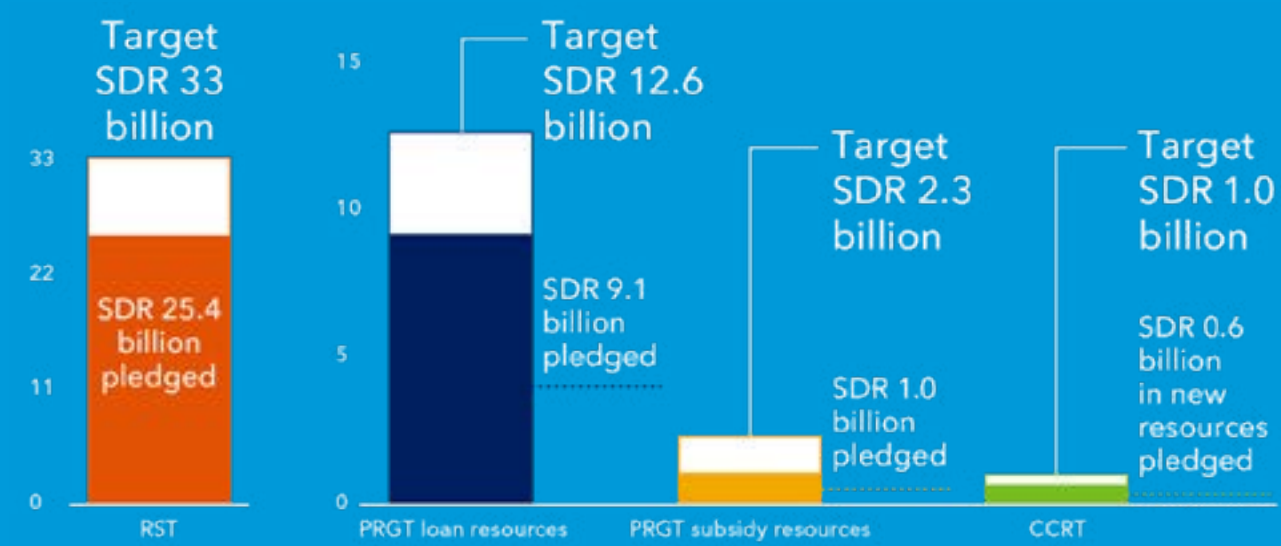 Target
SDR 33
billion
33
22
11
0
SDR 25.4
billion
pledged
RST
15
10
5
0
Target
SDR 12.6
billion
SDR 9.1
billion
pledged
PRGT loan resources
Target
SDR 2.3
billion
SDR 1.0
billion
pledged
PRGT subsidy resources
Target
SDR 1.0
billion
SDR 0.6
billion
in new
resources
pledged
CCRT